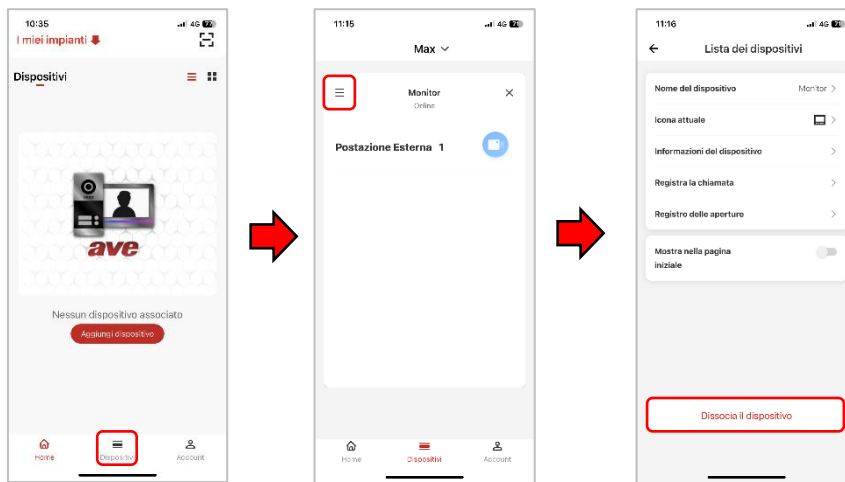 10:35
4G 77
I miei impianti
Dispositivi
ave
Nessun dispositivo associato
Aggiungi dispositivo
Home
Dispositivi
Account
11:15
4G
Max
Monitor
Online
Postazione Esterna 1
Home
Dispositivi
Account
11:16
4G
Lista dei dispositivi
Nome del dispositivo
Monitor
Icona attuale
Informazioni del dispositivo
Registra la chiamata
Registro delle aperture
Mostra nella pagina
iniziale
Dissocia il dispositivo